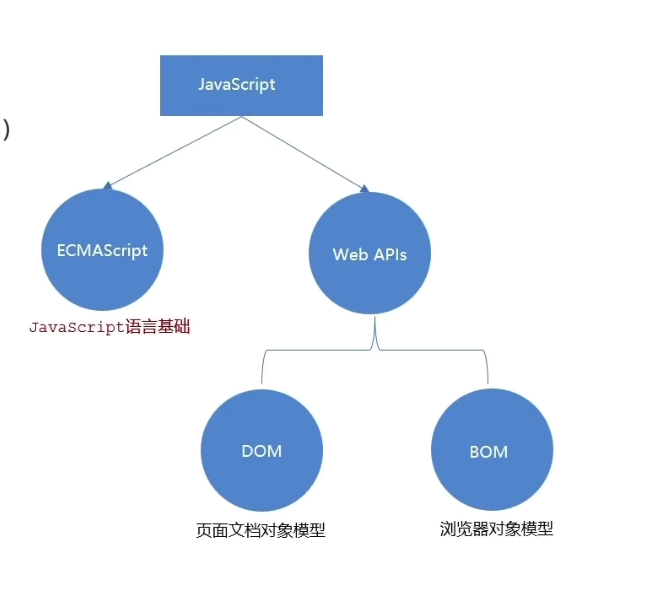 JavaScript
)
ECMAScript
Web APIs
JavaScript语言基础
DOM
BOM
页面文档对象模型
浏览器对象模型